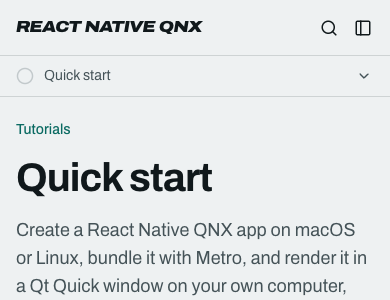 REACT NATIVE QNX
Quick start
Tutorials
Quick start
Create a React Native QNX app on macOS
or Linux, bundle it with Metro, and render it in
a Qt Quick window on your own computer,